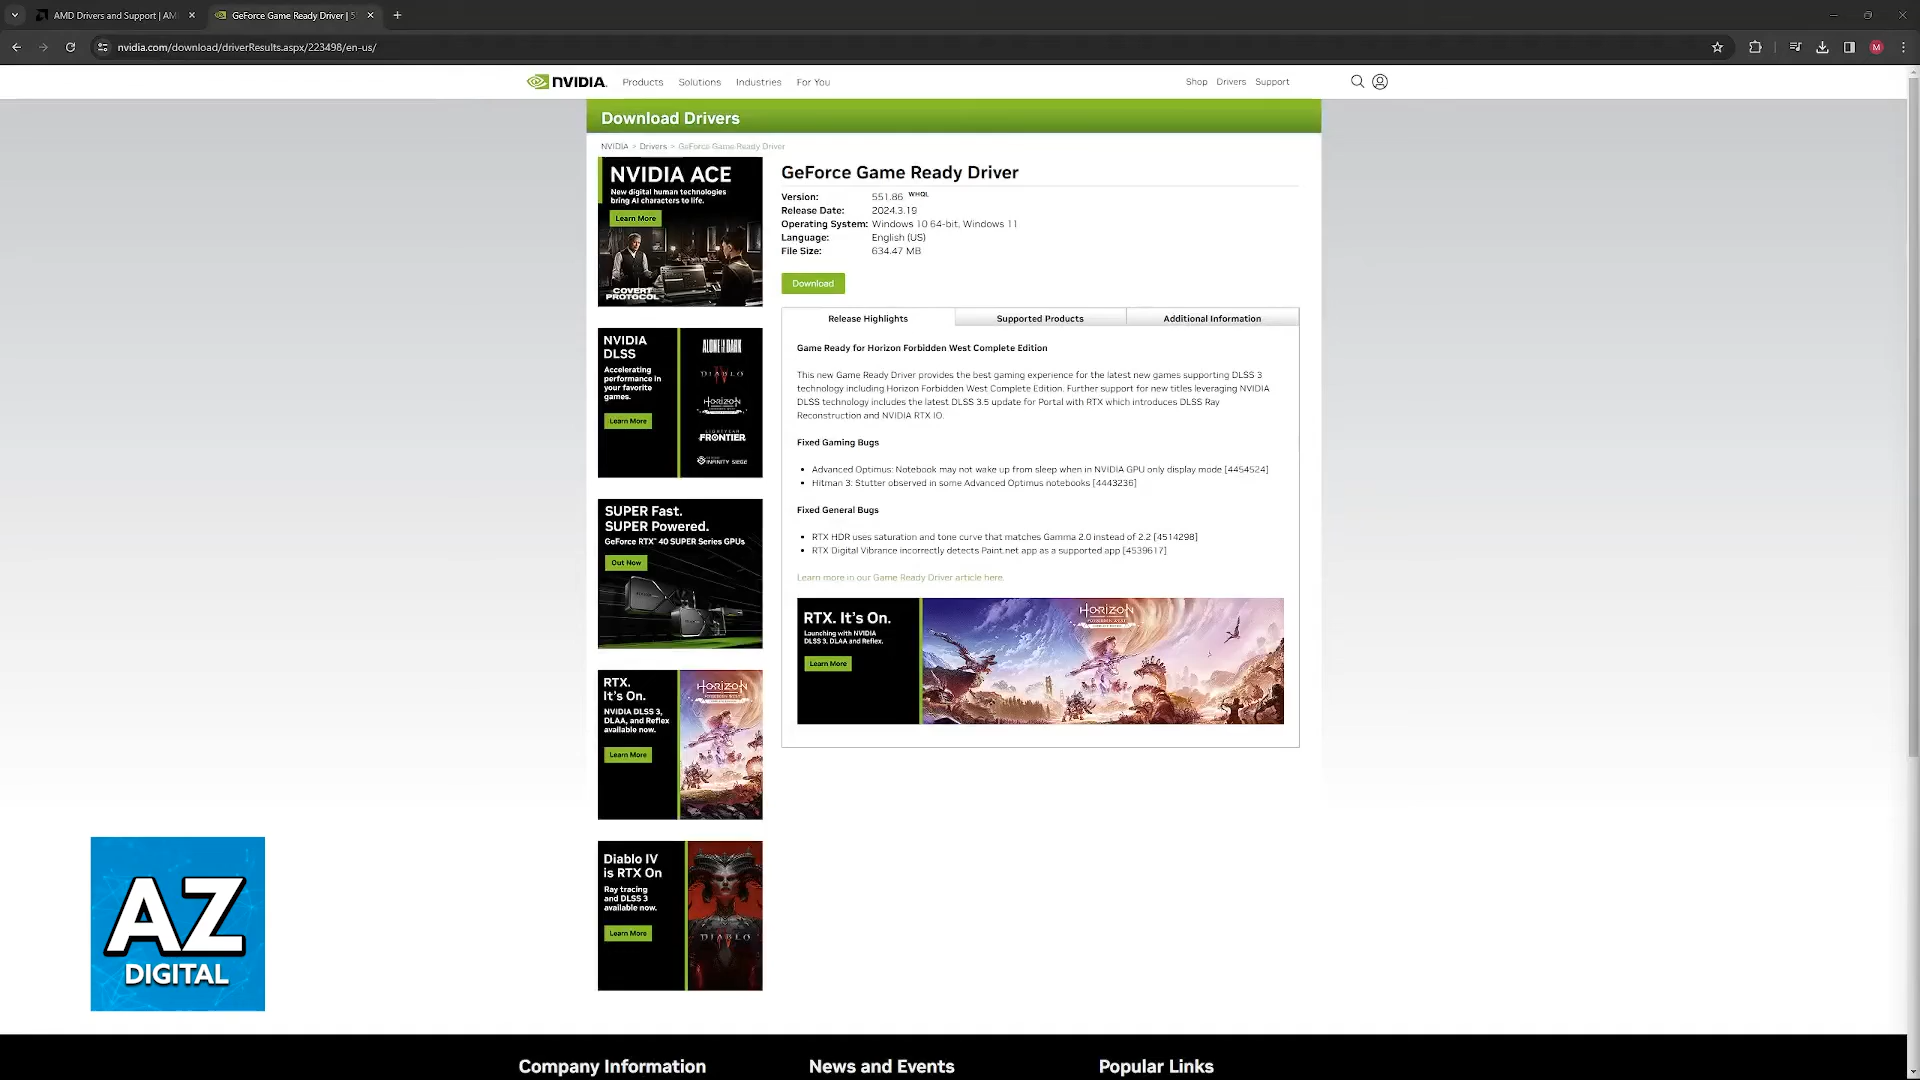 AMD Drivers and Support | AM
GeForce Game Ready Driver | 5
nvidia.com/download/driverResults.aspx/223498/en-us/
M
NVIDIA.
Products
Solutions
Industries
For You
Shop
Drivers
Support
Download Drivers
NVIDIA > Drivers > GeForce Game Ready Driver
NVIDIA ACE
New digital human technologies
bring AI characters to life.
Learn More
COVERT
PROTOCOL
NVIDIA
DLSS
Accelerating
performance in
your favorite
games.
Learn More
ALONE IN THE DARK
DIABLO
IV
HORIZON
LIGHTYEAR
FRONTIER
INFINITY SIEGE
SUPER Fast.
SUPER Powered.
GeForce RTX™ 40 SUPER Series GPUs
Out Now
RTX.
It's On.
NVIDIA DLSS 3,
DLAA, and Reflex
available now.
Learn More
HORIZON
FORBIDDEN WEST
Diablo IV
is RTX On
Ray tracing
and DLSS 3
available now.
Learn More
DIABLO
GeForce Game Ready Driver
Version: 551.86 WHQL
Release Date: 2024.3.19
Operating System: Windows 10 64-bit, Windows 11
Language: English (US)
File Size: 634.47 MB
Download
Release Highlights
Supported Products
Additional Information
Game Ready for Horizon Forbidden West Complete Edition
This new Game Ready Driver provides the best gaming experience for the latest new games supporting DLSS 3
technology including Horizon Forbidden West Complete Edition. Further support for new titles leveraging NVIDIA
DLSS technology includes the latest DLSS 3.5 update for Portal with RTX which introduces DLSS Ray
Reconstruction and NVIDIA RTX IO.
Fixed Gaming Bugs
• Advanced Optimus: Notebook may not wake up from sleep when in NVIDIA GPU only display mode [4454524]
• Hitman 3: Stutter observed in some Advanced Optimus notebooks [4443236]
Fixed General Bugs
• RTX HDR uses saturation and tone curve that matches Gamma 2.0 instead of 2.2 [4514298]
• RTX Digital Vibrance incorrectly detects Paint.net app as a supported app [4539617]
Learn more in our Game Ready Driver article here.
RTX. It's On.
Launching with NVIDIA
DLSS 3, DLAA and Reflex.
Learn More
HORIZON
FORBIDDEN WEST
AZ
DIGITAL
Company Information
News and Events
Popular Links